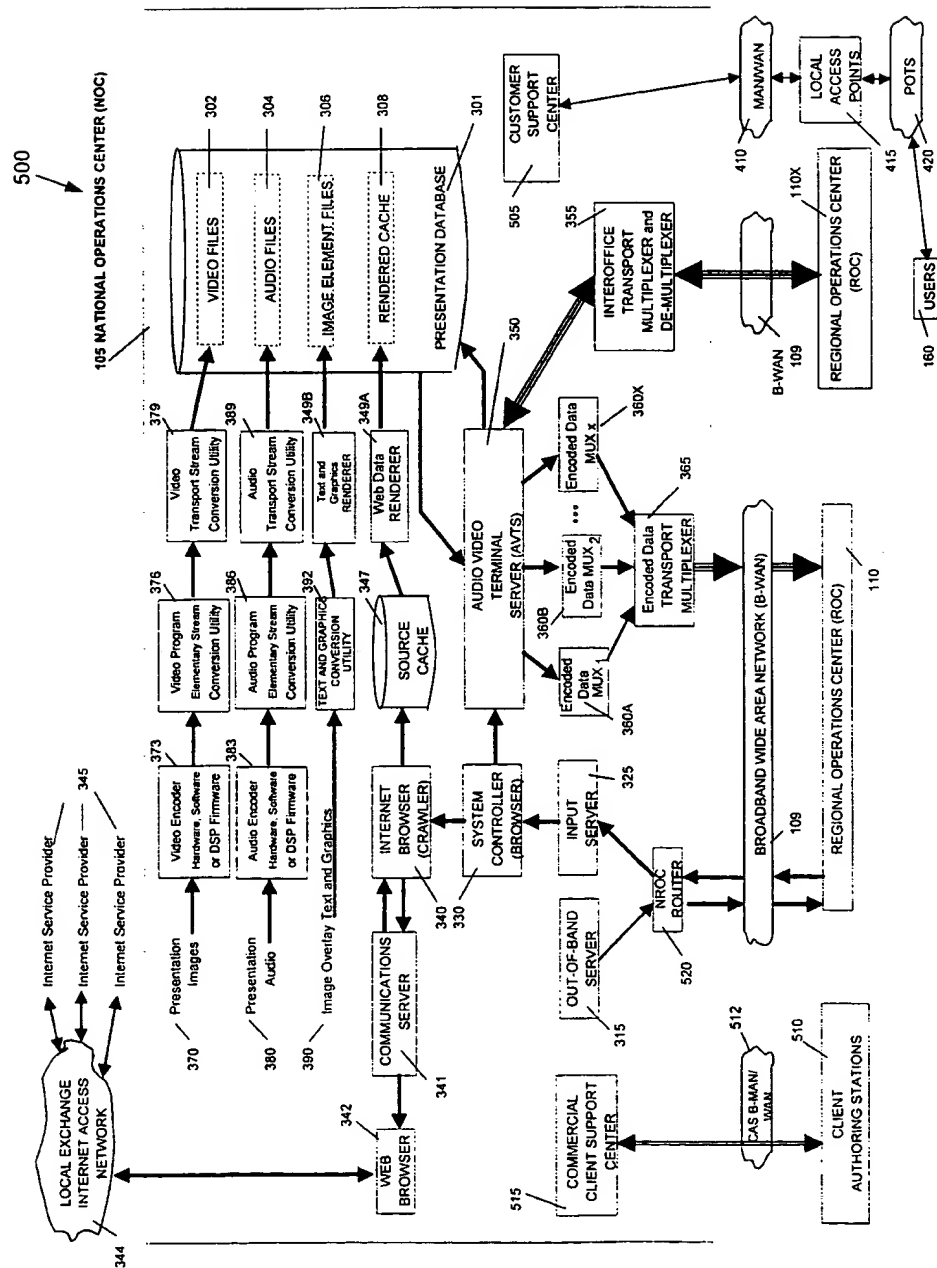 500
105 NATIONAL OPERATIONS CENTER (NOC)
LOCAL EXCHANGE
INTERNET ACCESS
NETWORK
344
Internet Service Provider
Internet Service Provider
Internet Service Provider
345
Presentation
Images
370
Video Encoder
Hardware, Software
or DSP Firmware
373
Video Program
Elementary Stream
Conversion Utility
376
Video
Transport Stream
Conversion Utility
379
VIDEO FILES
302
Presentation
Audio
380
Audio Encoder
Hardware, Software
or DSP Firmware
383
Audio Program
Elementary Stream
Conversion Utility
386
Audio
Transport Stream
Conversion Utility
389
AUDIO FILES
304
390
Image Overlay Text and Graphics
TEXT AND GRAPHICS
CONVERSION
UTILITY
392
Text and
Graphics
RENDERER
349B
IMAGE ELEMENT FILES
306
WEB
BROWSER
342
COMMUNICATIONS
SERVER
341
INTERNET
BROWSER
(CRAWLER)
340
SOURCE
CACHE
347
Web Data
RENDERER
349A
RENDERED CACHE
308
PRESENTATION DATABASE
301
SYSTEM
CONTROLLER
(BROWSER)
330
AUDIO VIDEO
TERMINAL
SERVER (AVTS)
350
CUSTOMER
SUPPORT
CENTER
505
COMMERCIAL
CLIENT SUPPORT
CENTER
515
OUT-OF-BAND
SERVER
315
INPUT
SERVER
325
NROC
ROUTER
520
Encoded
Data
MUX 1
360A
Encoded
Data MUX 2
360B
...
Encoded Data
MUX x
360X
Encoded Data
TRANSPORT
MULTIPLEXER
365
INTEROFFICE
TRANSPORT
MULTIPLEXER and
DE-MULTIPLEXER
355
CAS B-MAN/
WAN
512
BROADBAND WIDE AREA NETWORK (B-WAN)
109
B-WAN
109
MAN/WAN
410
LOCAL
ACCESS
POINTS
415
POTS
420
CLIENT
AUTHORING STATIONS
510
REGIONAL OPERATIONS CENTER (ROC)
110
REGIONAL OPERATIONS CENTER
(ROC)
110X
USERS
160